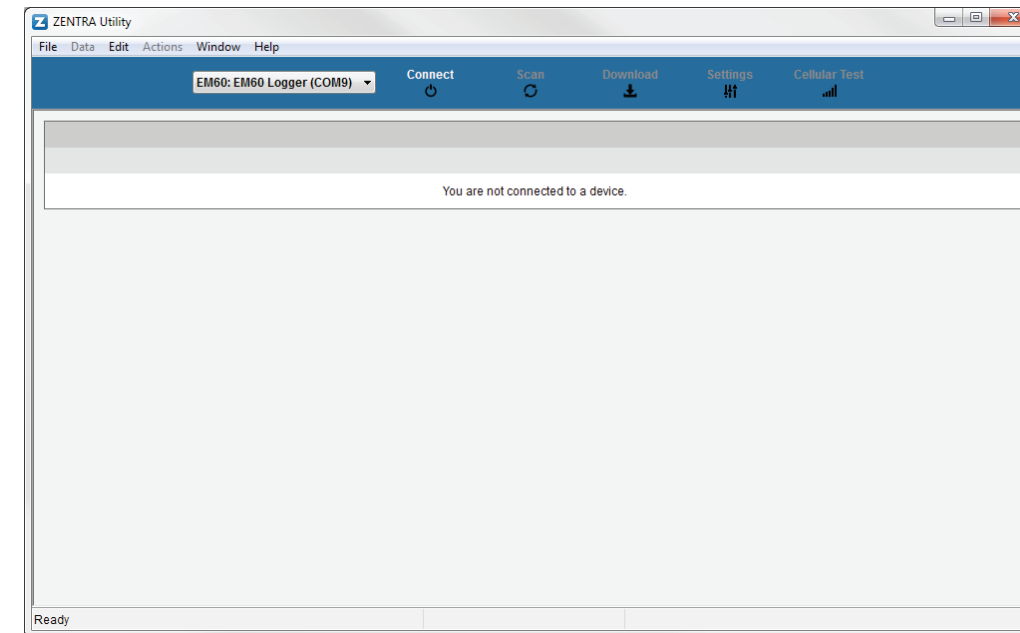 ZENTRA Utility
File Data Edit Actions Window Help
EM60: EM60 Logger (COM9) Connect Scan Download Settings Cellular Test
You are not connected to a device.
Ready